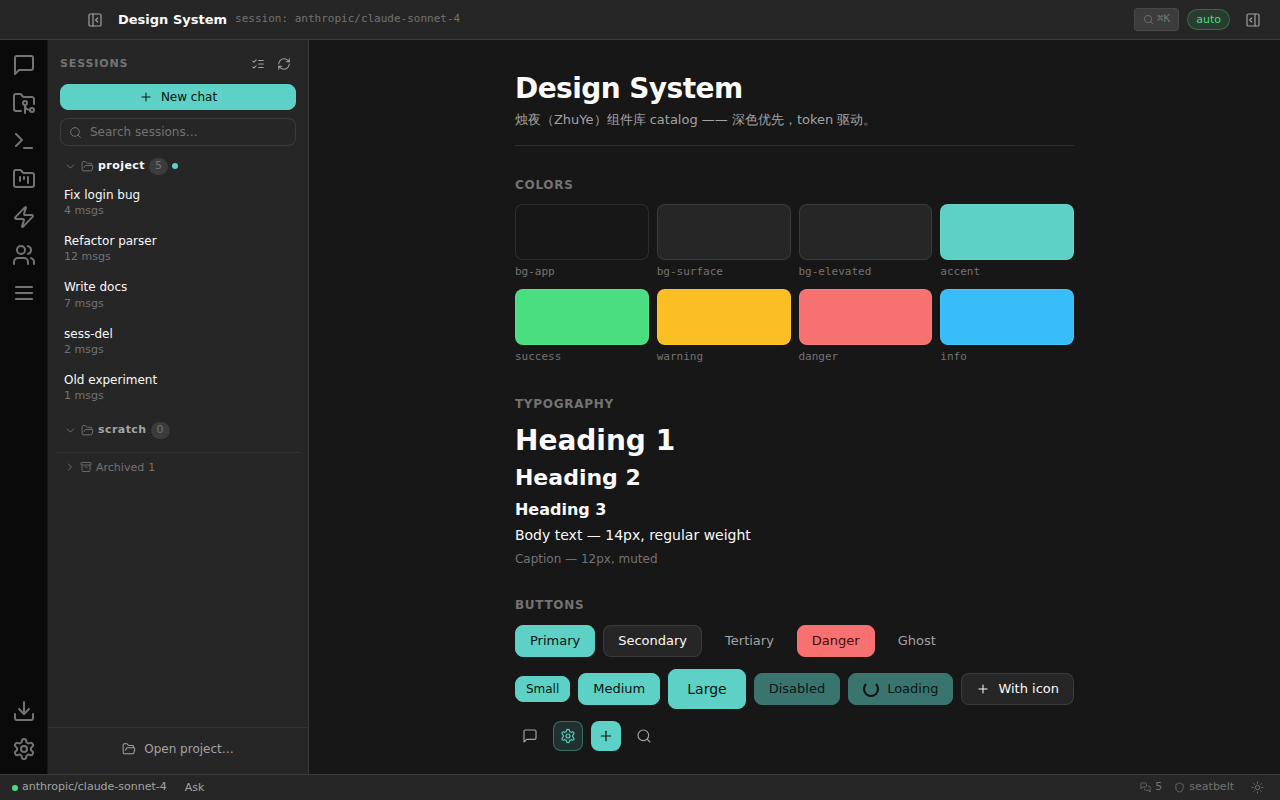 Design System session: anthropic/claude-sonnet-4
⌘K
auto
SESSIONS
New chat
Search sessions…
project 5
Fix login bug
4 msgs
Refactor parser
12 msgs
Write docs
7 msgs
sess-del
2 msgs
Old experiment
1 msgs
scratch 0
Archived 1
Open project…
Design System
烛夜（ZhuYe）组件库 catalog —— 深色优先，token 驱动。
COLORS
bg-app bg-surface bg-elevated accent
success warning danger info
TYPOGRAPHY
Heading 1
Heading 2
Heading 3
Body text — 14px, regular weight
Caption — 12px, muted
BUTTONS
Primary Secondary Tertiary Danger Ghost
Small Medium Large Disabled Loading With icon
anthropic/claude-sonnet-4 Ask
5 seatbelt